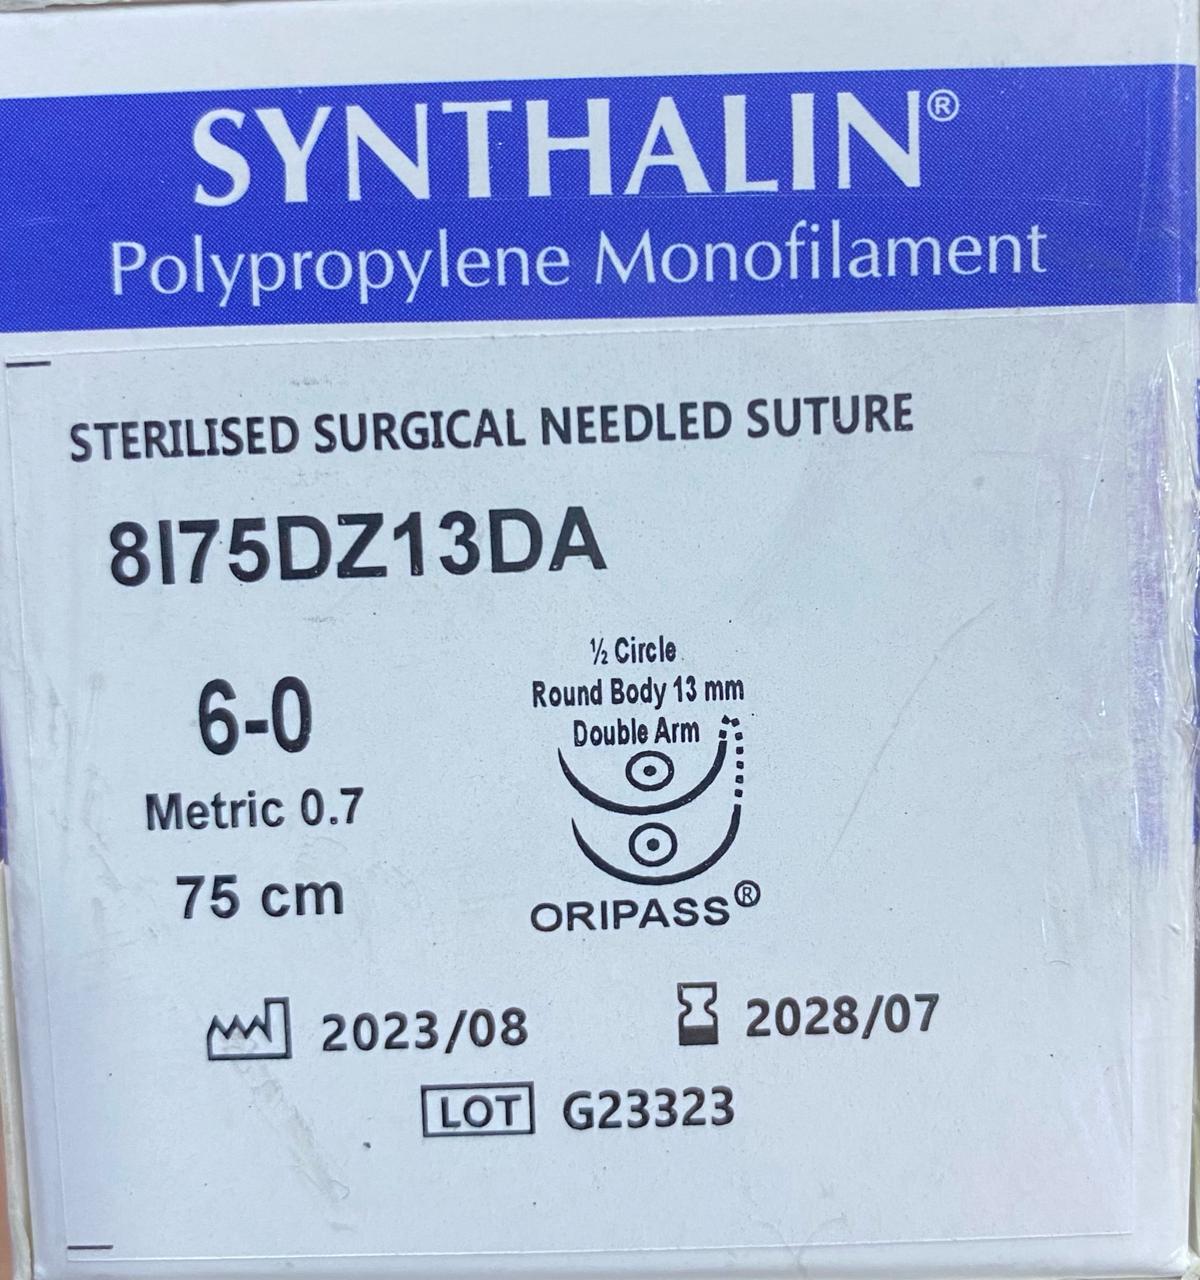 SYNTHALIN®
Polypropylene Monofilament
STERILISED SURGICAL NEEDLED SUTURE
8I75DZ13DA
6-0
Metric 0.7
75 cm
½ Circle
Round Body 13 mm
Double Arm
ORIPASS®
2023/08
2028/07
LOT G23323